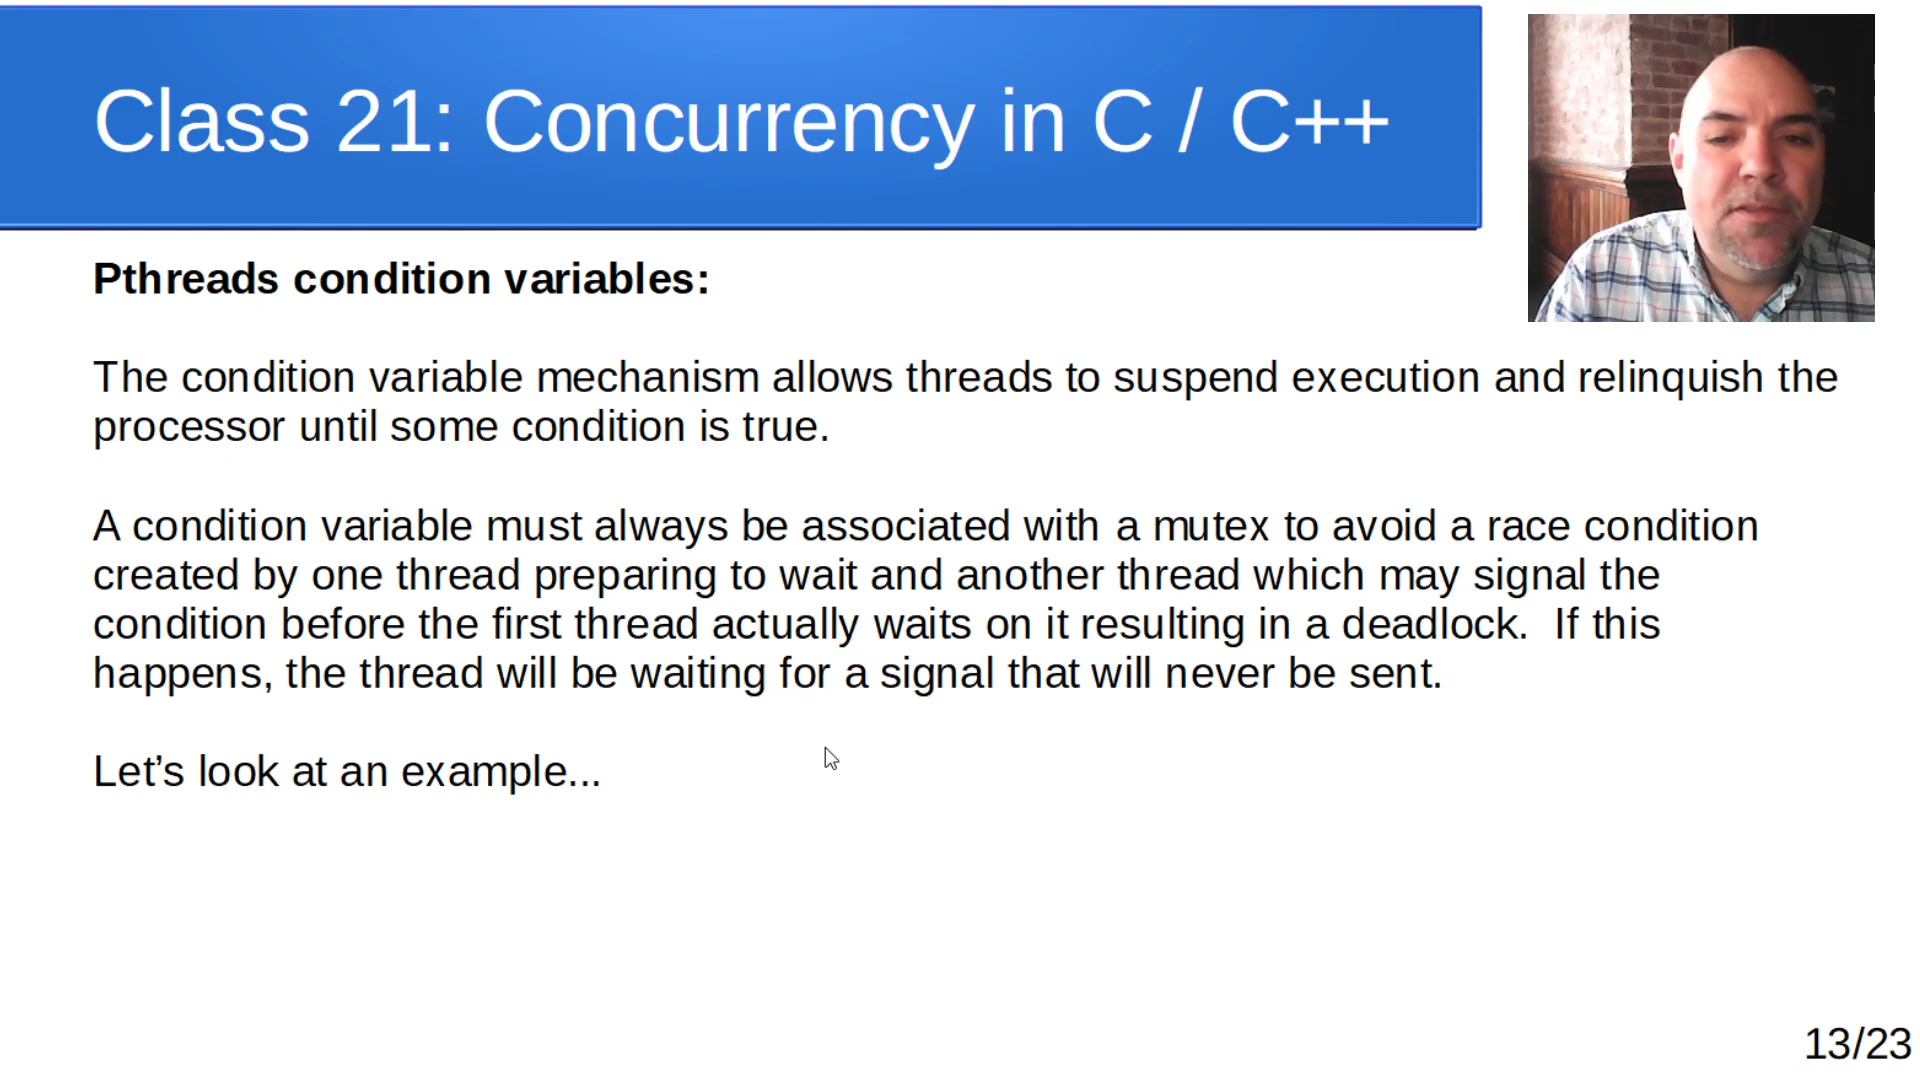 Class 21: Concurrency in C / C++
Pthreads condition variables:
The condition variable mechanism allows threads to suspend execution and relinquish the
processor until some condition is true.
A condition variable must always be associated with a mutex to avoid a race condition
created by one thread preparing to wait and another thread which may signal the
condition before the first thread actually waits on it resulting in a deadlock.  If this
happens, the thread will be waiting for a signal that will never be sent.
Let’s look at an example...
13/23